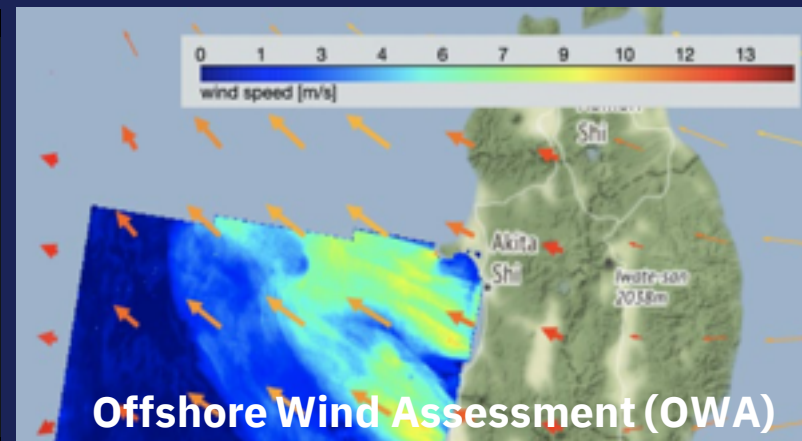 0 1 3 4 6 7 9 10 12 13
wind speed [m/s]
Shi
Akita
Shi
Iwate-san
2038m
Offshore Wind Assessment (OWA)